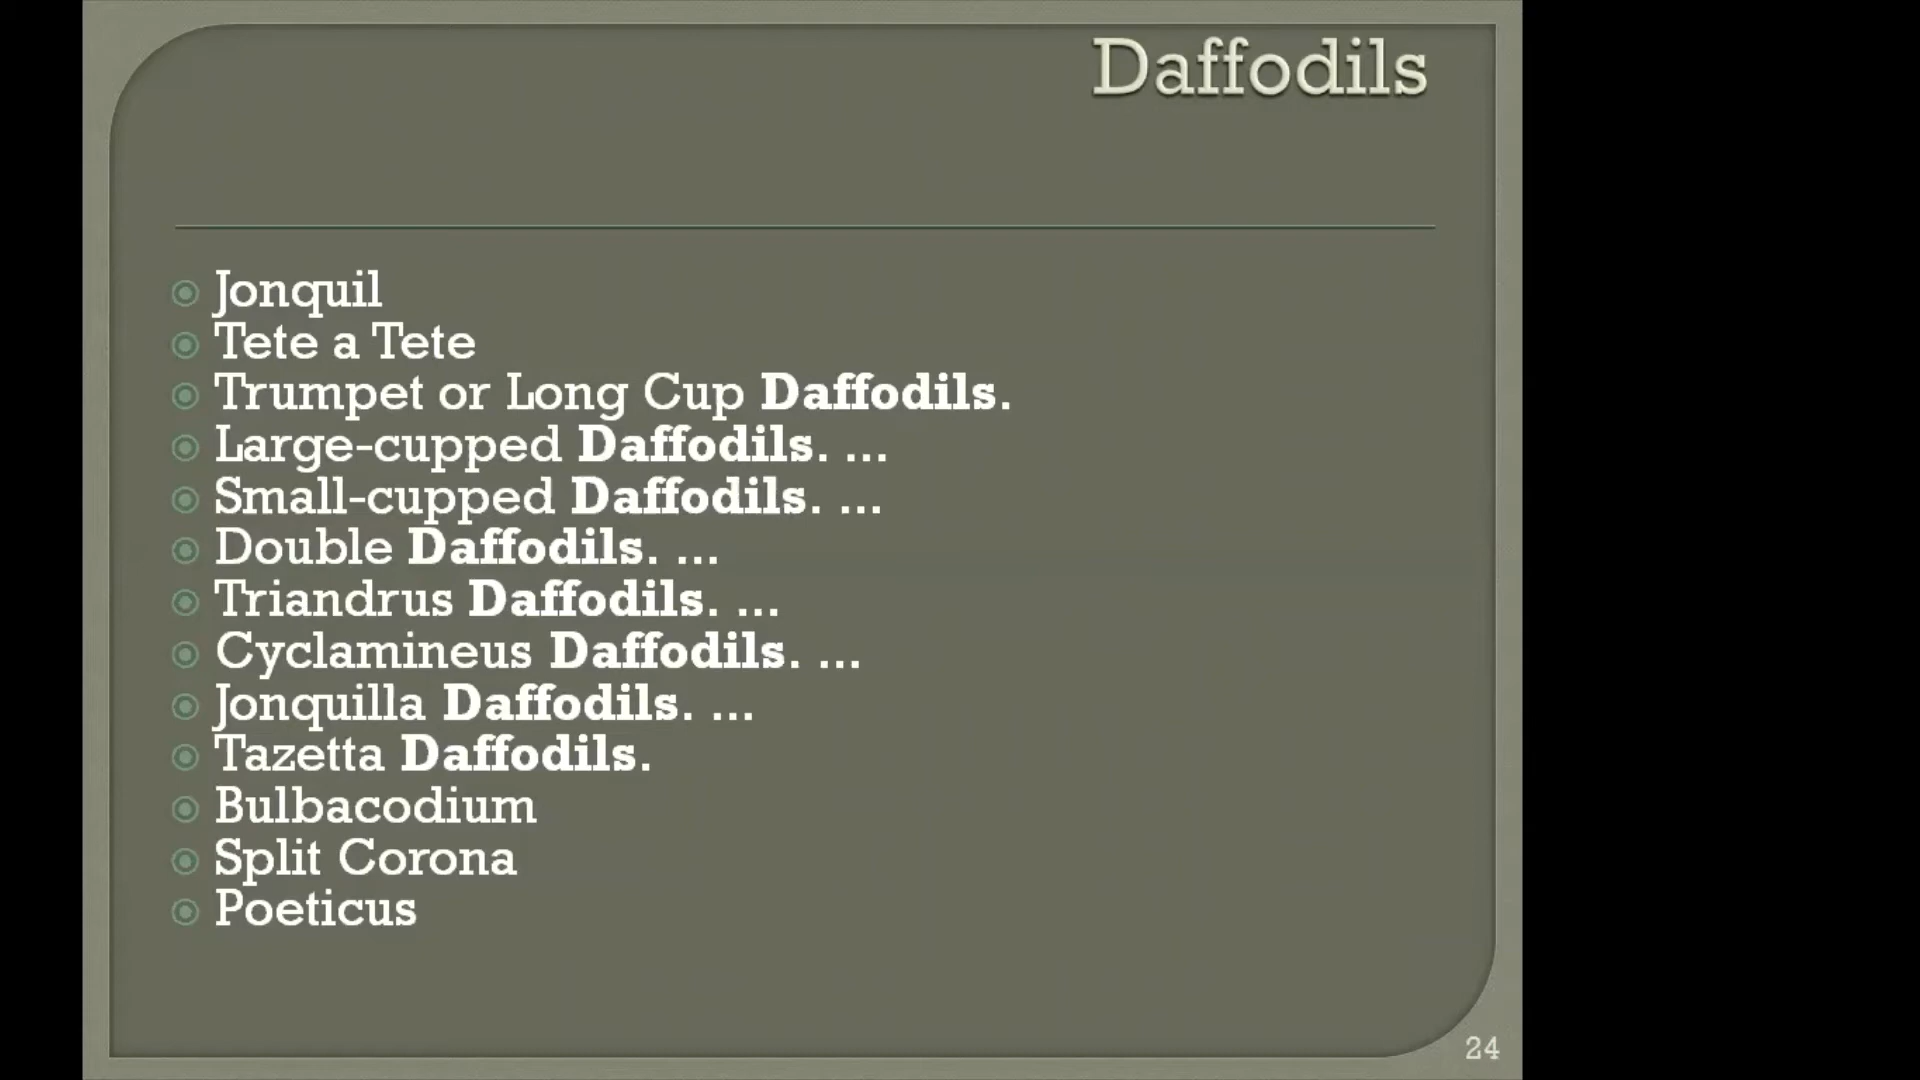 Daffodils
Jonquil
Tete a Tete
Trumpet or Long Cup Daffodils.
Large-cupped Daffodils. ...
Small-cupped Daffodils. ...
Double Daffodils. ...
Triandrus Daffodils. ...
Cyclamineus Daffodils. ...
Jonquilla Daffodils. ...
Tazetta Daffodils.
Bulbacodium
Split Corona
Poeticus
24